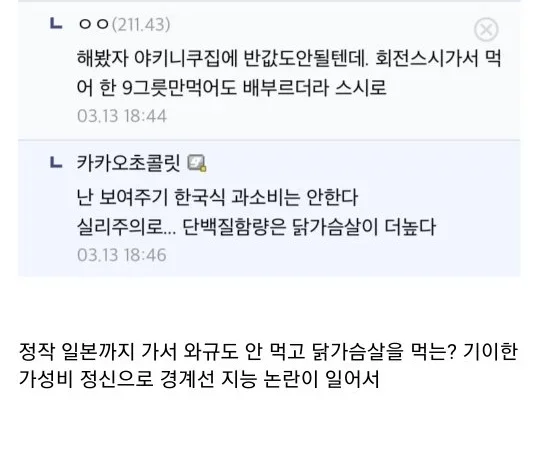 ㄴ ㅇㅇ(211.43)
해봤자 야키니쿠집에 반값도안될텐데. 회전스시가서 먹
어 한 9그릇만먹어도 배부르더라 스시로
03.13 18:44
ㄴ 카카오초콜릿
난 보여주기 한국식 과소비는 안한다
실리주의로... 단백질함량은 닭가슴살이 더높다
03.13 18:46
정작 일본까지 가서 와규도 안 먹고 닭가슴살을 먹는? 기이한
가성비 정신으로 경계선 지능 논란이 일어서